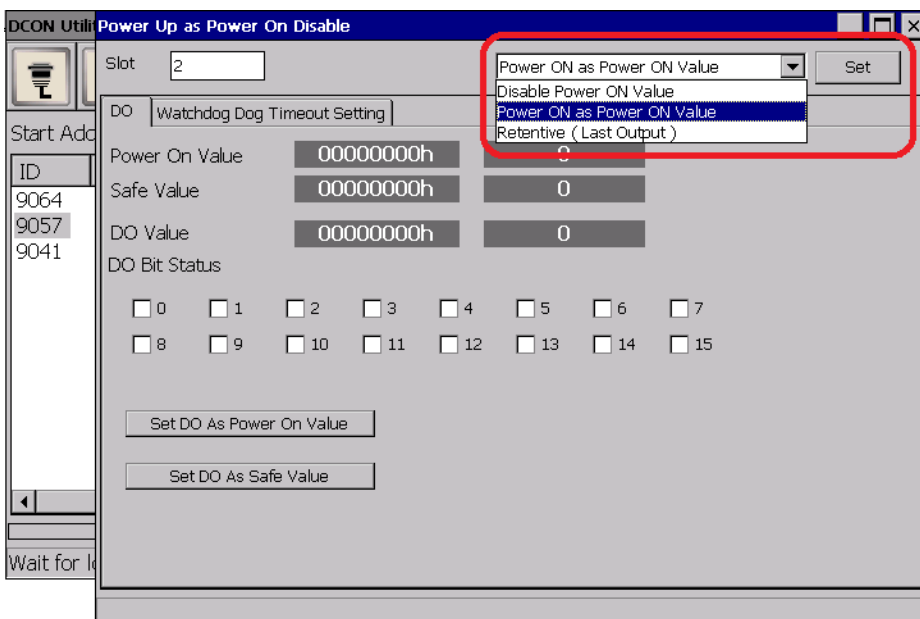 DCON Utilit
Power Up as Power On Disable
Slot
2
Power ON as Power ON Value
Set
Disable Power ON Value
Power ON as Power ON Value
Retentive ( Last Output )
DO
Watchdog Dog Timeout Setting
Start Add
ID
9064
9057
9041
Power On Value
00000000h
0
Safe Value
00000000h
0
DO Value
00000000h
0
DO Bit Status
0 1 2 3 4 5 6 7
8 9 10 11 12 13 14 15
Set DO As Power On Value
Set DO As Safe Value
Wait for